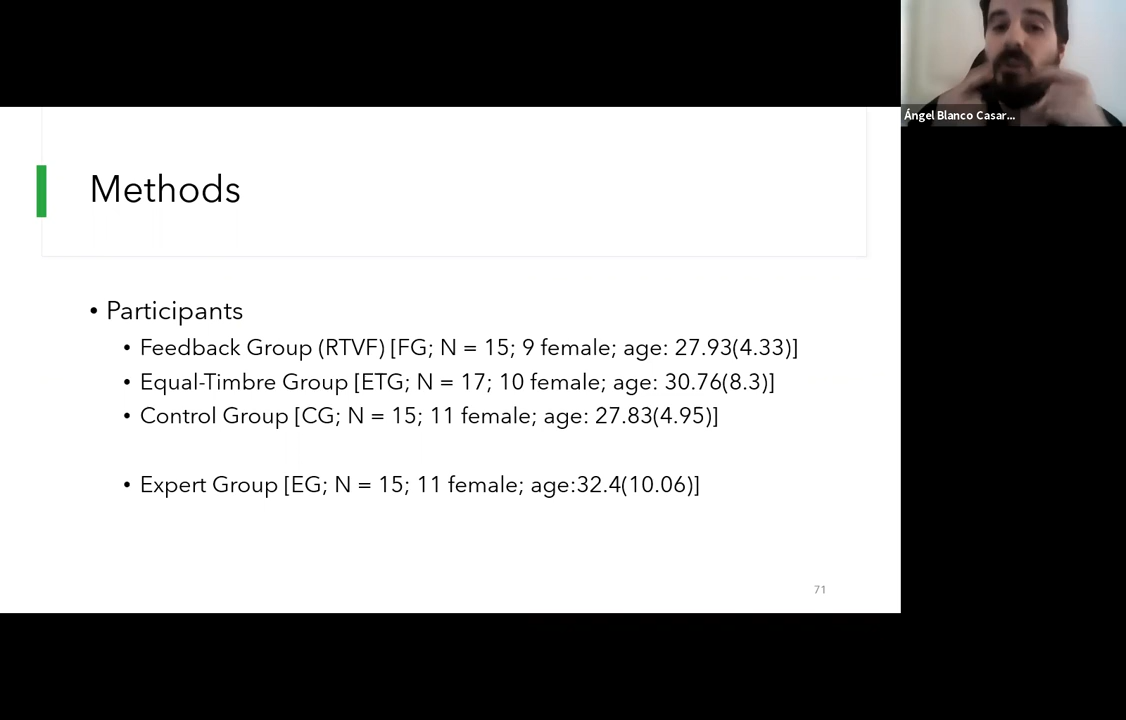 Ángel Blanco Casar...
Methods
• Participants
• Feedback Group (RTVF) [FG; N = 15; 9 female; age: 27.93(4.33)]
• Equal-Timbre Group [ETG; N = 17; 10 female; age: 30.76(8.3)]
• Control Group [CG; N = 15; 11 female; age: 27.83(4.95)]
• Expert Group [EG; N = 15; 11 female; age:32.4(10.06)]
71